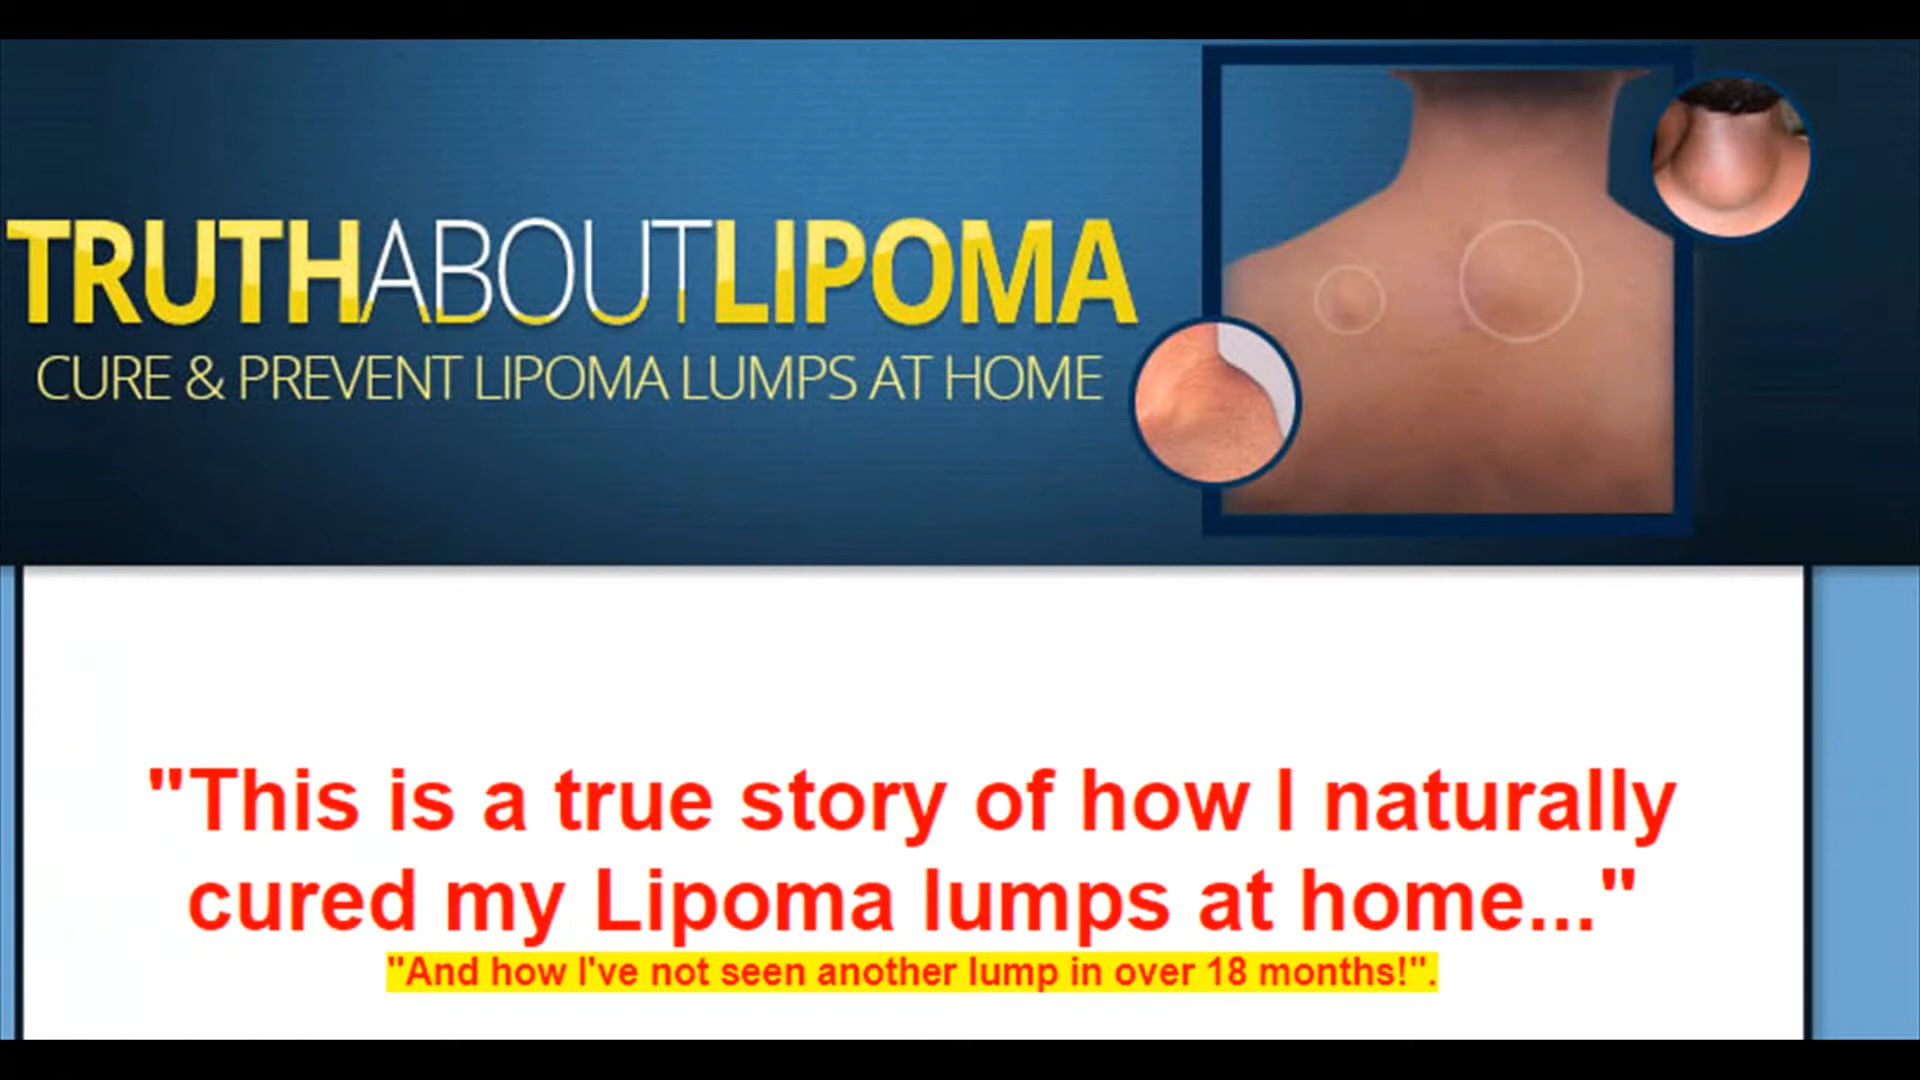 TRUTHABOUTLIPOMA
CURE & PREVENT LIPOMA LUMPS AT HOME
"This is a true story of how I naturally
cured my Lipoma lumps at home..."
"And how I've not seen another lump in over 18 months!".